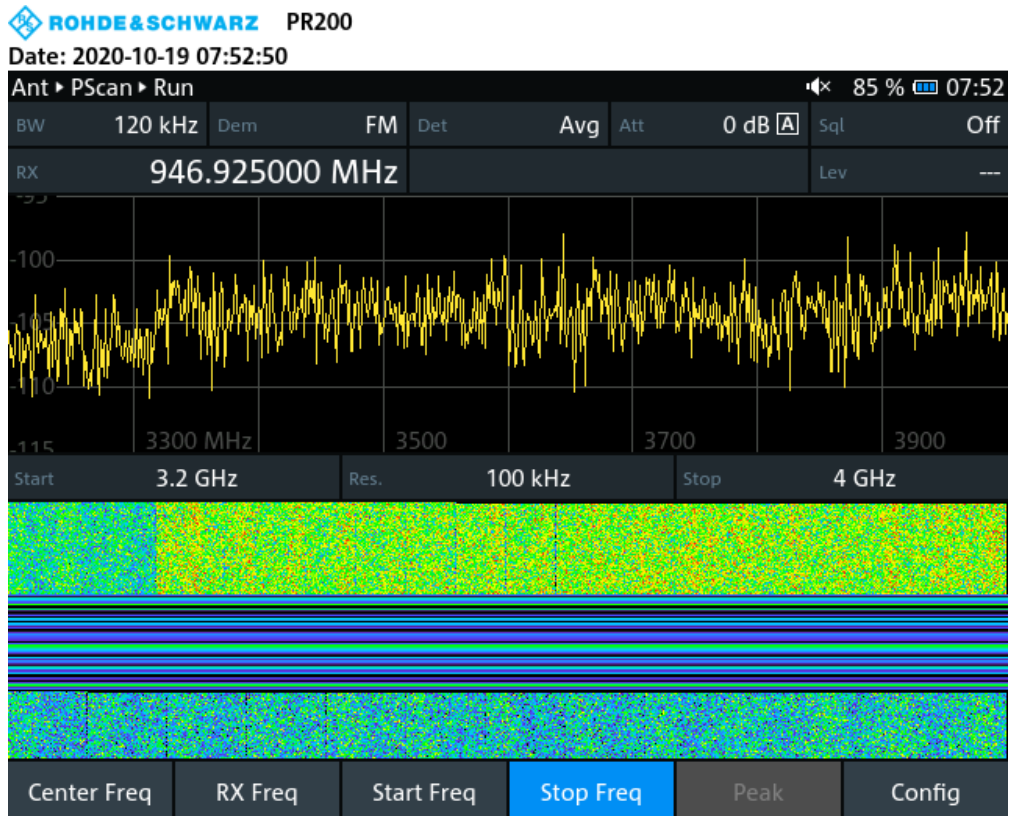 ROHDE&SCHWARZ PR200
Date: 2020-10-19 07:52:50
Ant ▸ PScan ▸ Run 85 % 07:52
BW 120 kHz Dem FM Det Avg Att 0 dB A Sql Off
RX 946.925000 MHz Lev ---
-95
-100
-105
-110
-115 3300 MHz 3500 3700 3900
Start 3.2 GHz Res. 100 kHz Stop 4 GHz
Center Freq RX Freq Start Freq Stop Freq Peak Config